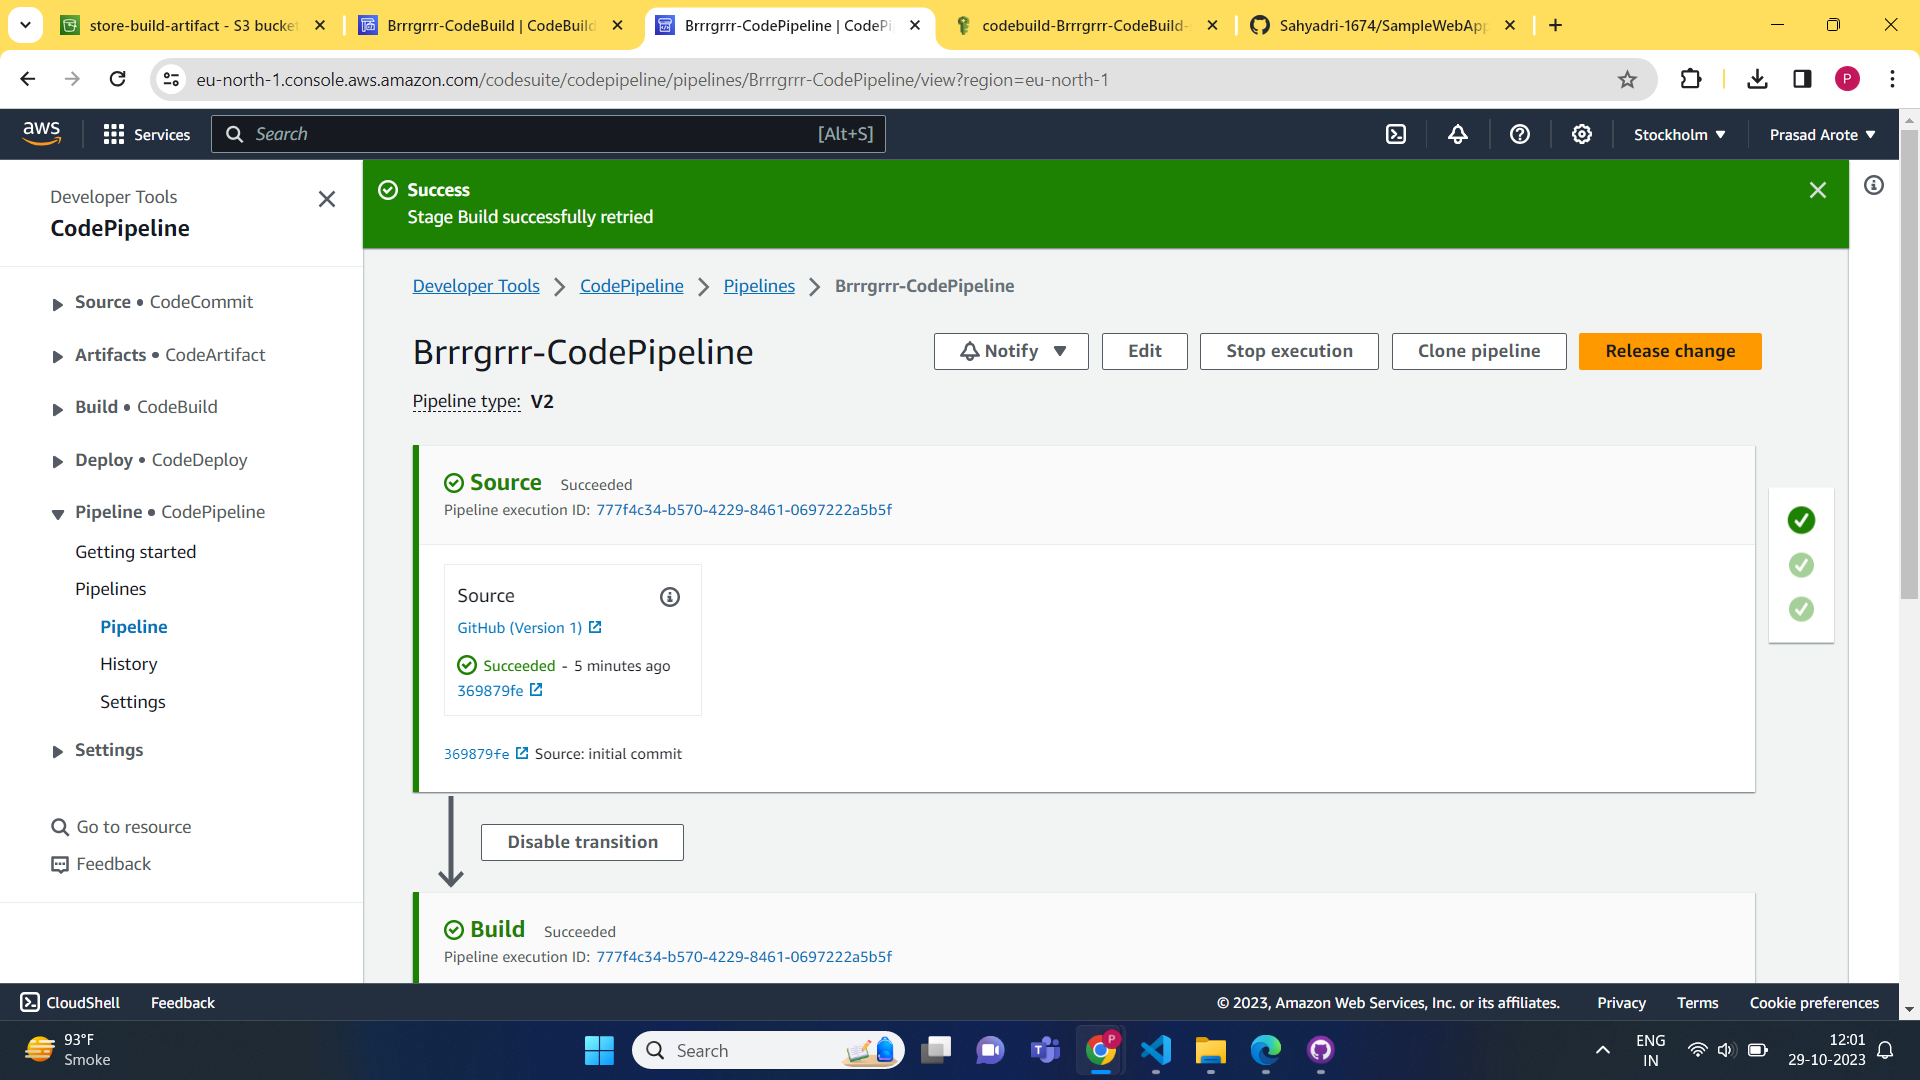 store-build-artifact - S3 bucket
Brrrgrrr-CodeBuild | CodeBuild
Brrrgrrr-CodePipeline | CodePi
codebuild-Brrrgrrr-CodeBuild-
Sahyadri-1674/SampleWebApp
eu-north-1.console.aws.amazon.com/codesuite/codepipeline/pipelines/Brrrgrrr-CodePipeline/view?region=eu-north-1
P
aws
Services
Search
[Alt+S]
Stockholm
Prasad Arote
Developer Tools
CodePipeline
Source • CodeCommit
Artifacts • CodeArtifact
Build • CodeBuild
Deploy • CodeDeploy
Pipeline • CodePipeline
Getting started
Pipelines
Pipeline
History
Settings
Settings
Go to resource
Feedback
Success
Stage Build successfully retried
Developer Tools
CodePipeline
Pipelines
Brrrgrrr-CodePipeline
Brrrgrrr-CodePipeline
Notify
Edit
Stop execution
Clone pipeline
Release change
Pipeline type: V2
Source Succeeded
Pipeline execution ID: 777f4c34-b570-4229-8461-0697222a5b5f
Source
GitHub (Version 1)
Succeeded - 5 minutes ago
369879fe
369879fe Source: initial commit
Disable transition
Build Succeeded
Pipeline execution ID: 777f4c34-b570-4229-8461-0697222a5b5f
CloudShell
Feedback
© 2023, Amazon Web Services, Inc. or its affiliates.
Privacy
Terms
Cookie preferences
93°F
Smoke
Search
P
ENG
IN
12:01
29-10-2023